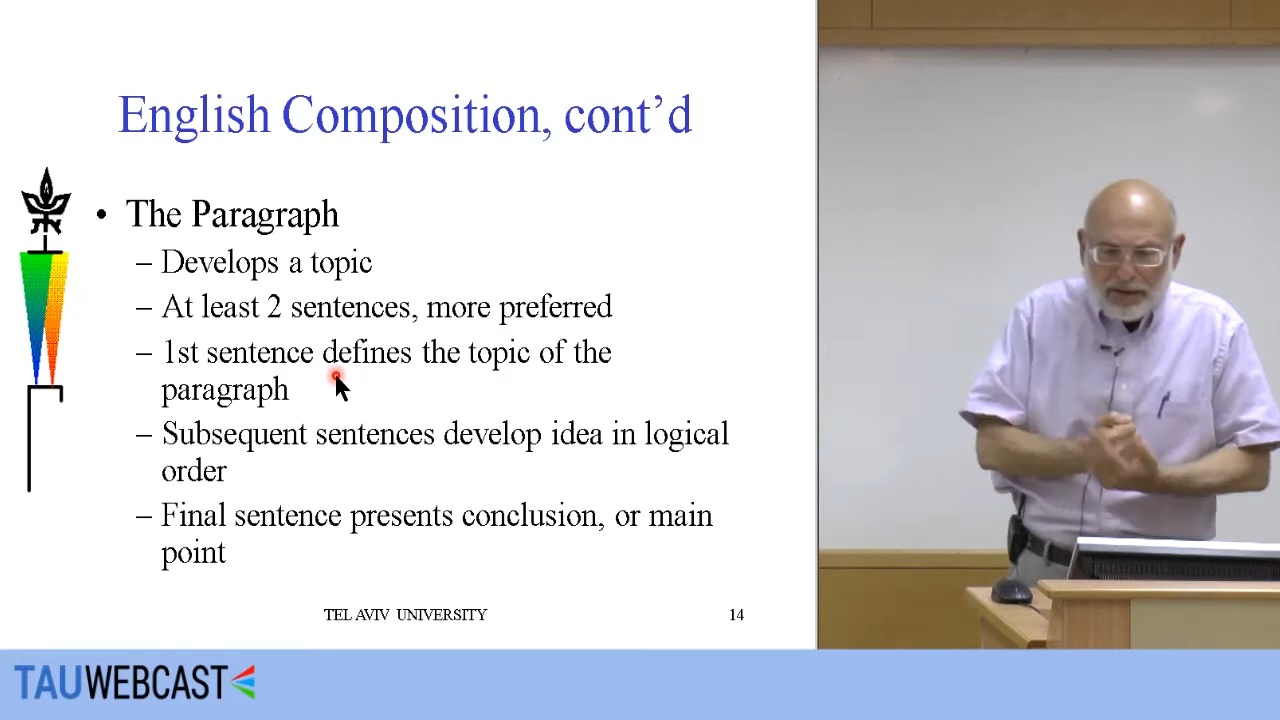 English Composition, cont’d
• The Paragraph
– Develops a topic
– At least 2 sentences, more preferred
– 1st sentence defines the topic of the
paragraph
– Subsequent sentences develop idea in logical
order
– Final sentence presents conclusion, or main
point
TEL AVIV UNIVERSITY
14
TAUWEBCAST